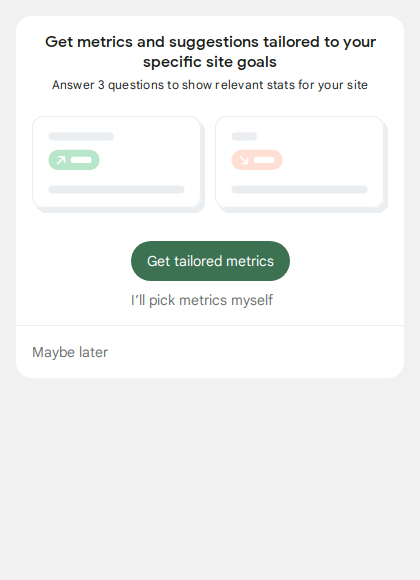 Get metrics and suggestions tailored to your
specific site goals
Answer 3 questions to show relevant stats for your site
Get tailored metrics
I’ll pick metrics myself
Maybe later